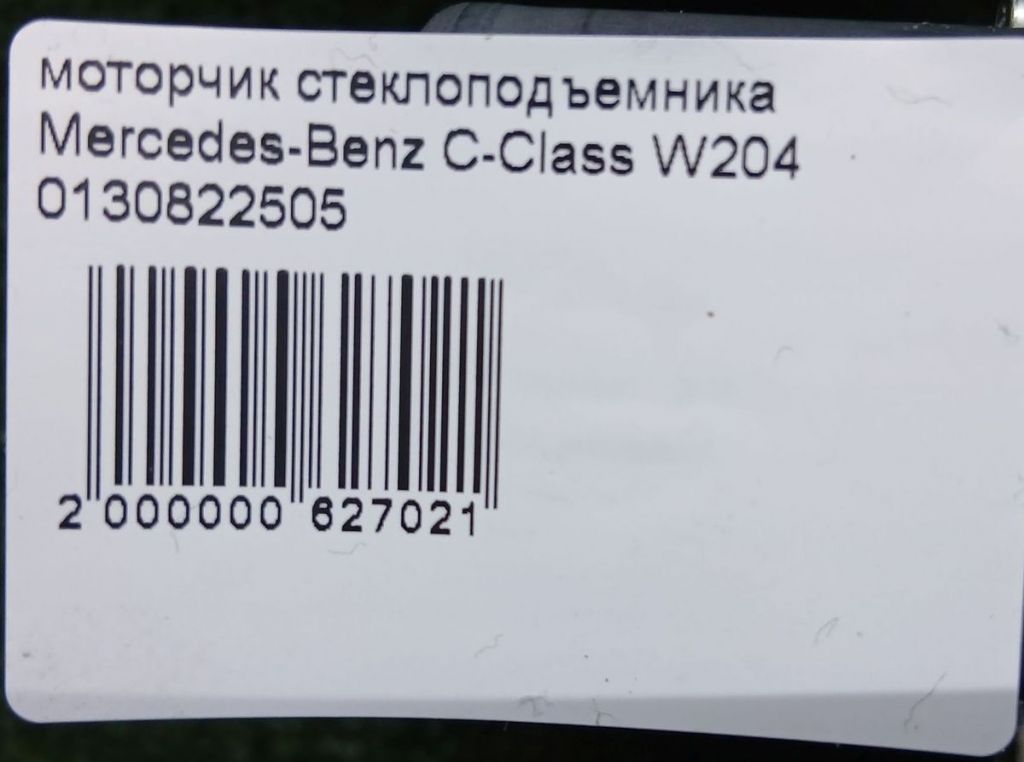 моторчик стеклоподъемника
Mercedes-Benz C-Class W204
0130822505
2 000000 627021